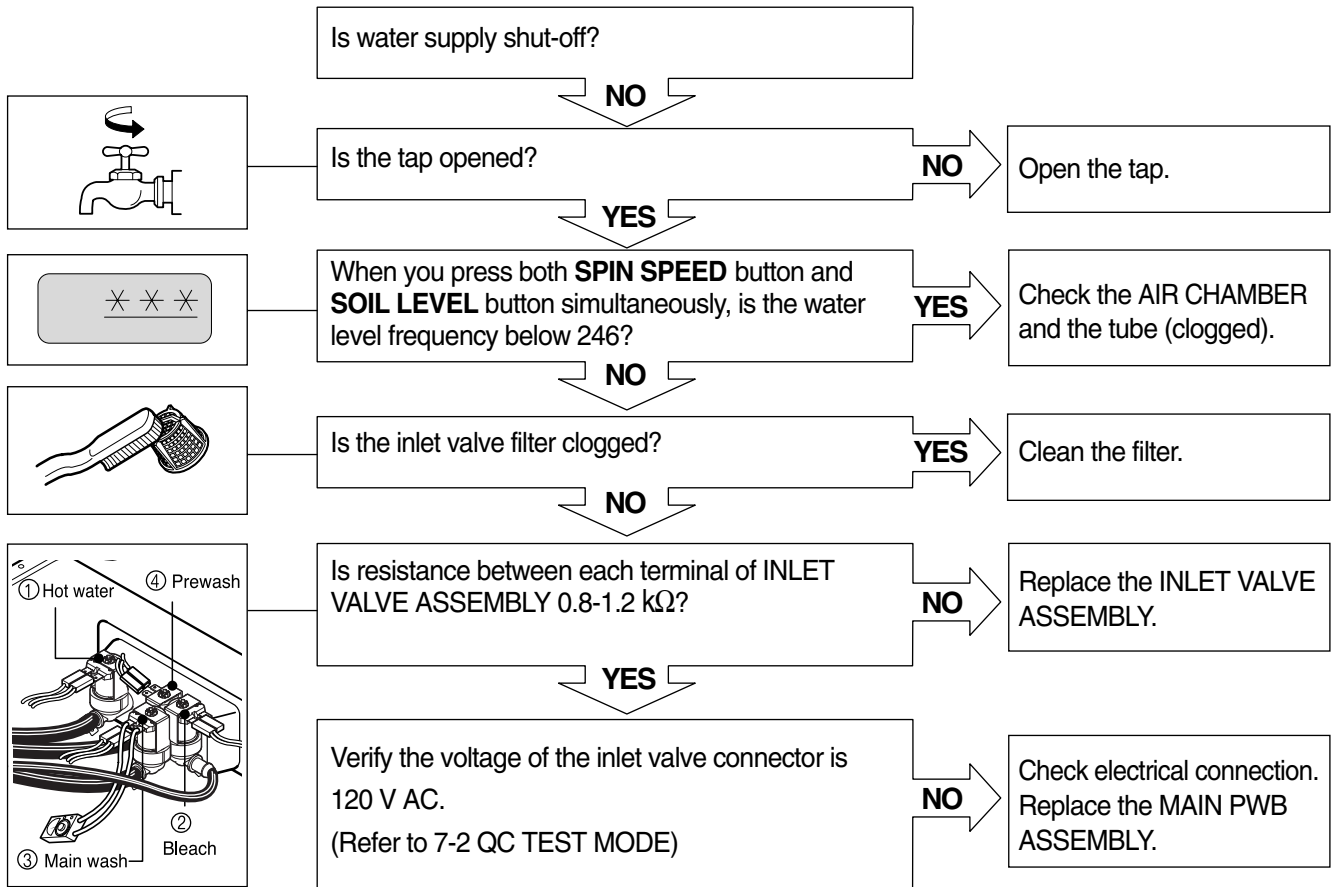 Is water supply shut-off?
NO
Is the tap opened?
NO
Open the tap.
YES
When you press both SPIN SPEED button and
SOIL LEVEL button simultaneously, is the water
level frequency below 246?
YES
Check the AIR CHAMBER
and the tube (clogged).
NO
Is the inlet valve filter clogged?
YES
Clean the filter.
NO
① Hot water
④ Prewash
② 
Bleach
③ Main wash
Is resistance between each terminal of INLET
VALVE ASSEMBLY 0.8-1.2 kΩ?
NO
Replace the INLET VALVE
ASSEMBLY.
YES
Verify the voltage of the inlet valve connector is
120 V AC.
(Refer to 7-2 QC TEST MODE)
NO
Check electrical connection.
Replace the MAIN PWB
ASSEMBLY.